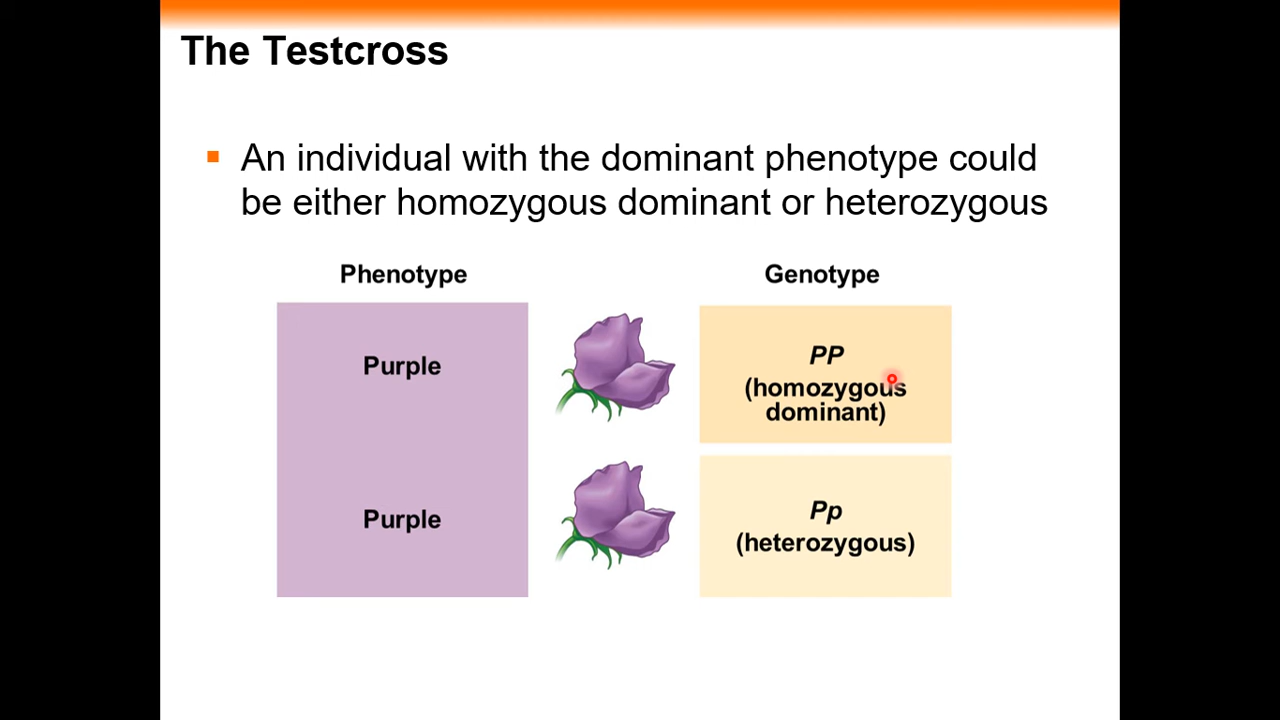 The Testcross
An individual with the dominant phenotype could
be either homozygous dominant or heterozygous
Phenotype
Genotype
Purple
PP
(homozygous
dominant)
Purple
Pp
(heterozygous)